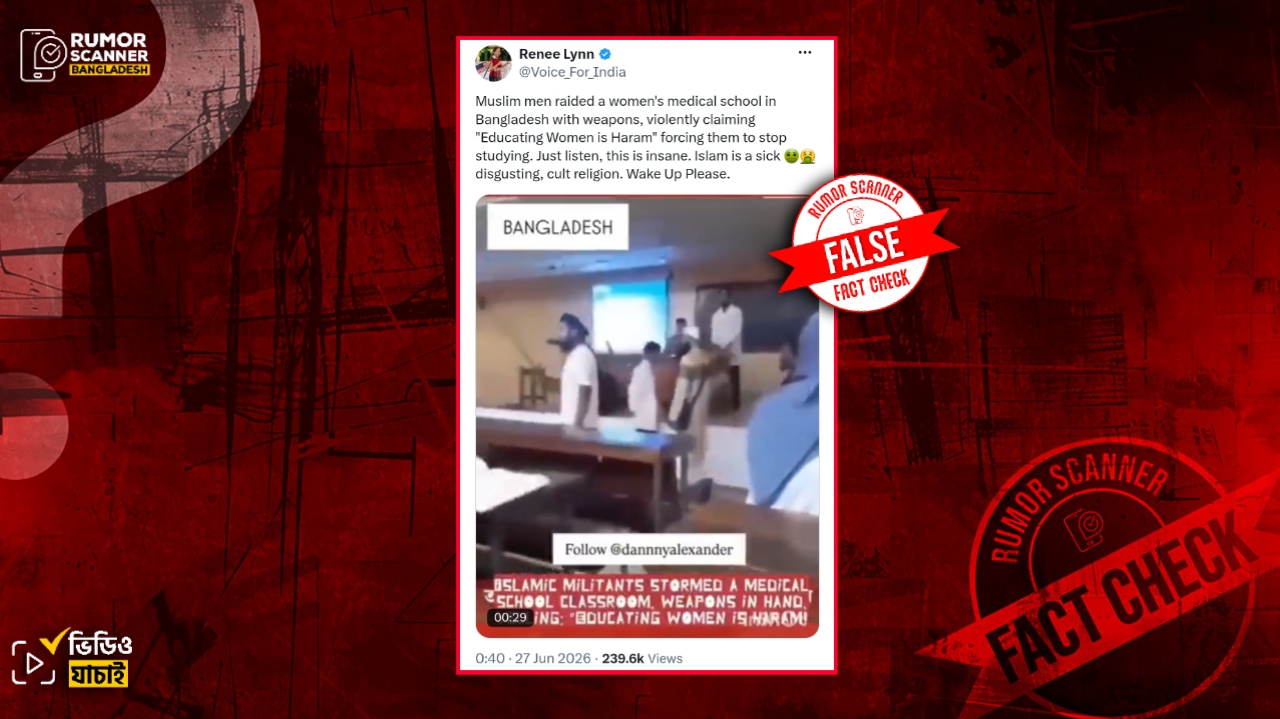 RUMOR
SCANNER
BANGLADESH
Renee Lynn
@Voice_For_India
Muslim men raided a women's medical school in
Bangladesh with weapons, violently claiming
"Educating Women is Haram" forcing them to stop
studying. Just listen, this is insane. Islam is a sick 🤢🤮
disgusting, cult religion. Wake Up Please.
BANGLADESH
RUMOR SCANNER
FALSE
FACT CHECK
Follow @dannnyalexander
ISLAMIC MILITANTS STORMED A MEDICAL
SCHOOL CLASSROOM, WEAPONS IN HAND,
00:29
"EDUCATING WOMEN IS HARAM!
0:40 · 27 Jun 2026 · 239.6k Views
ভিডিও
যাচাই
RUMOR SCANNER
FACT CHECK